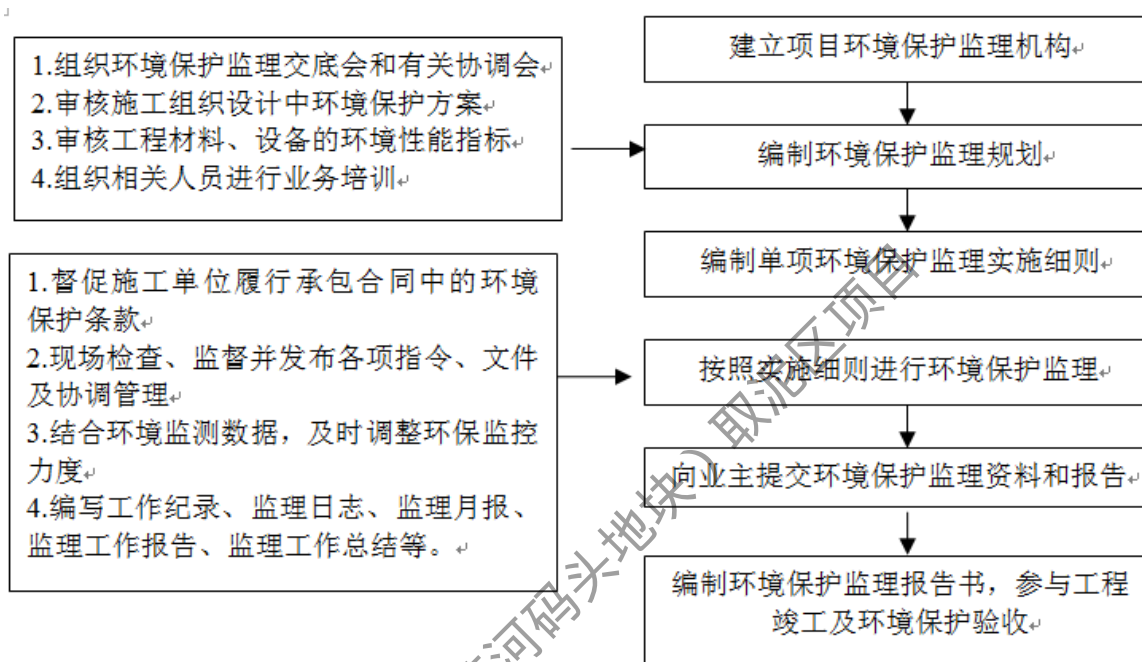 1.组织环境保护监理交底会和有关协调会
2.审核施工组织设计中环境保护方案
3.审核工程材料、设备的环境性能指标
4.组织相关人员进行业务培训
1.督促施工单位履行承包合同中的环境
保护条款
2.现场检查、监督并发布各项指令、文件
及协调管理
3.结合环境监测数据，及时调整环保监控
力度
4.编写工作纪录、监理日志、监理月报、
监理工作报告、监理工作总结等。
建立项目环境保护监理机构
编制环境保护监理规划
编制单项环境保护监理实施细则
按照实施细则进行环境保护监理
向业主提交环境保护监理资料和报告
编制环境保护监理报告书，参与工程
竣工及环境保护验收
河码头地块）取泥区项目